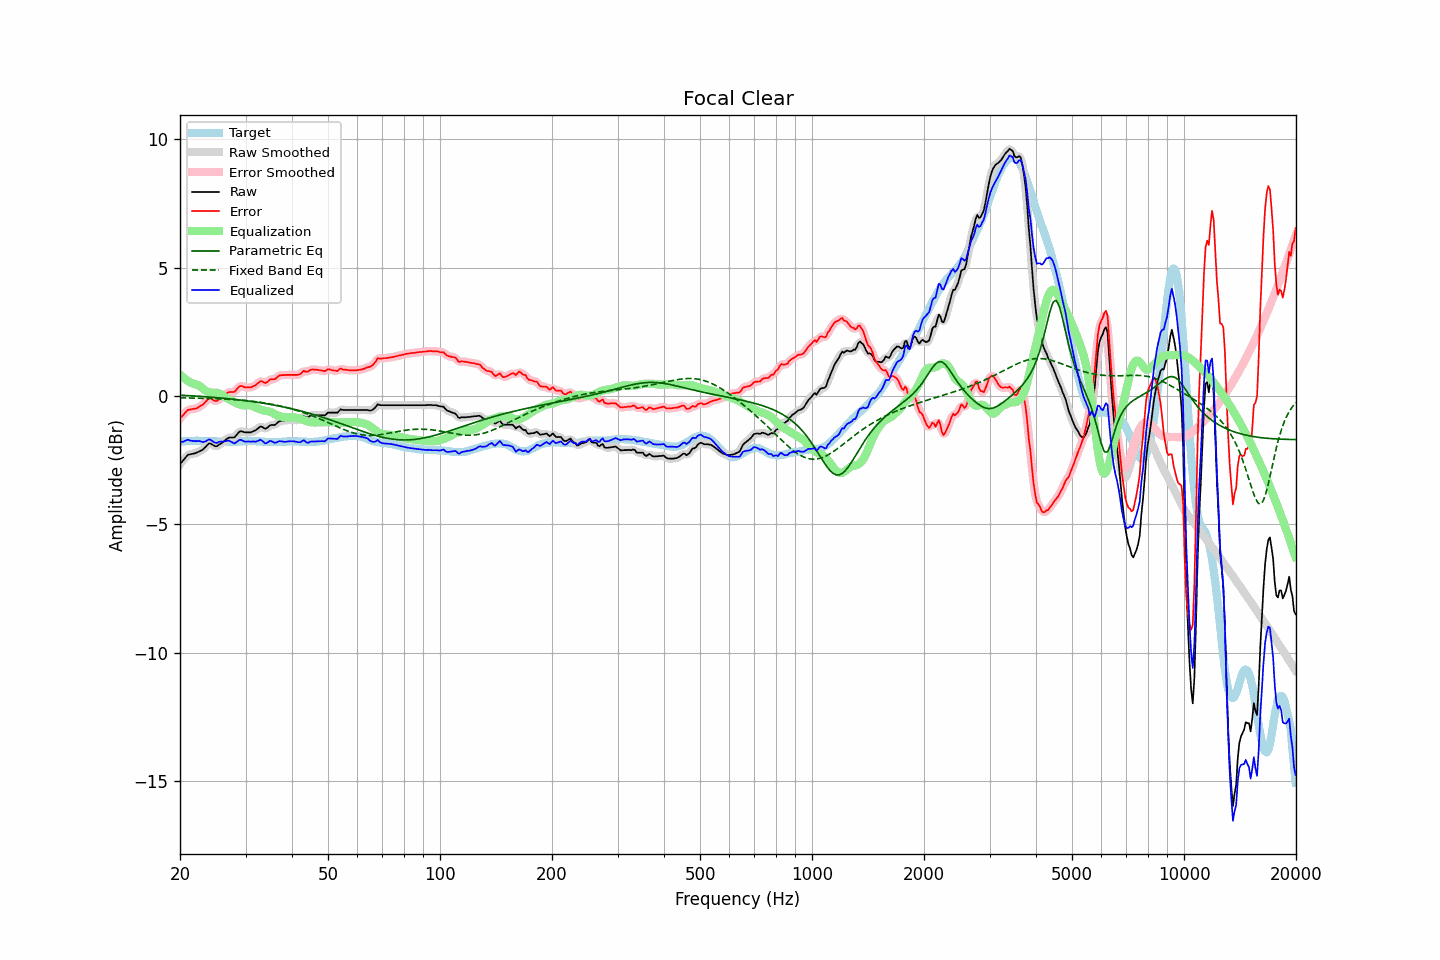 Focal Clear
Target
Raw Smoothed
Error Smoothed
Raw
Error
Equalization
Parametric Eq
Fixed Band Eq
Equalized
10
5
0
−5
−10
−15
Amplitude (dBr)
20
50
100
200
500
1000
2000
5000
10000
20000
Frequency (Hz)